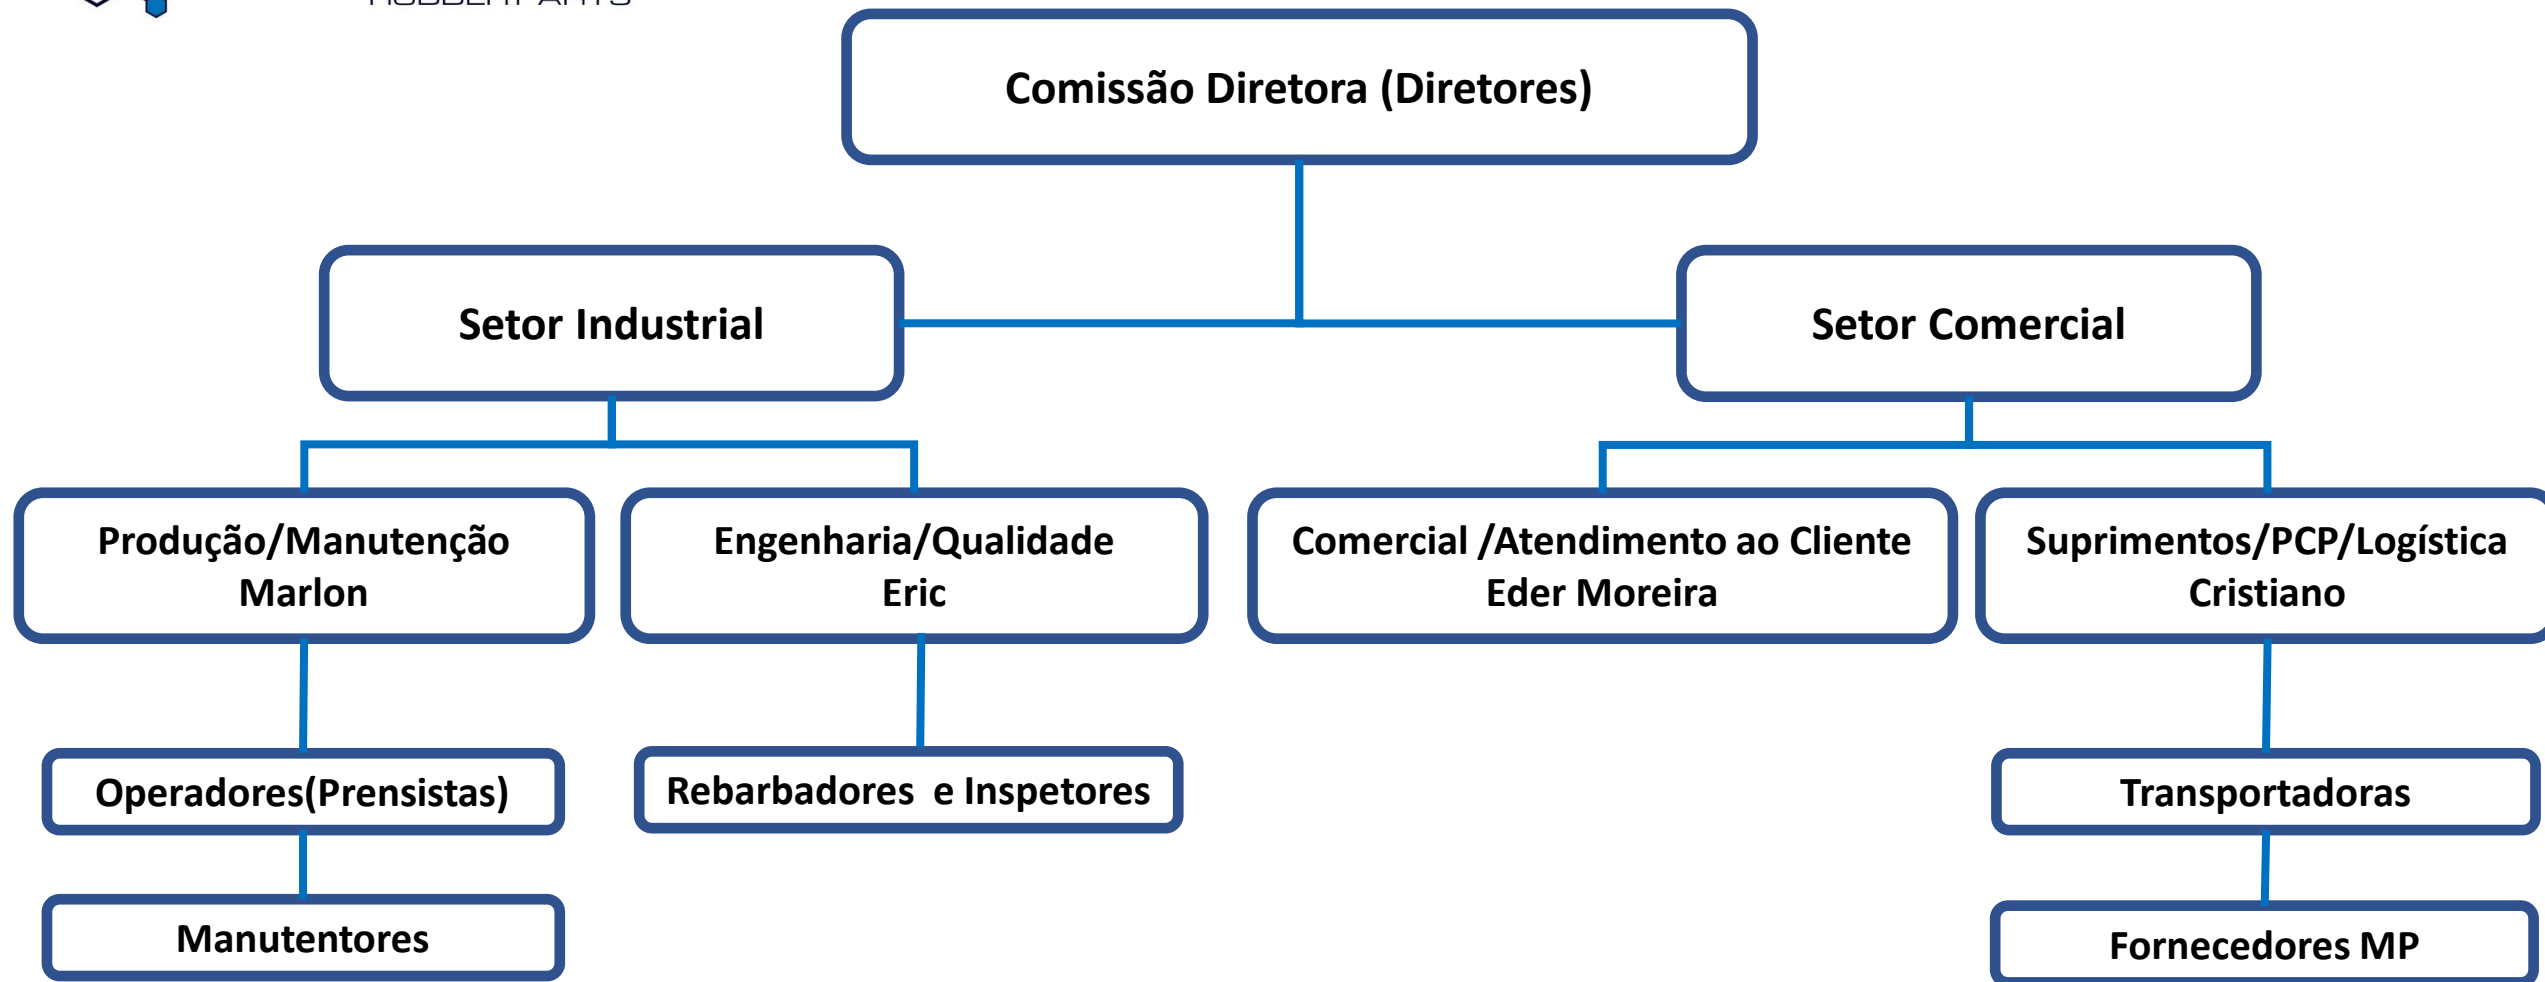 RUBBERPARTS
Comissão Diretora (Diretores)
Setor Industrial
Setor Comercial
Produção/Manutenção
Marlon
Engenharia/Qualidade
Eric
Comercial /Atendimento ao Cliente
Eder Moreira
Suprimentos/PCP/Logística
Cristiano
Operadores(Prensistas)
Rebarbadores e Inspetores
Transportadoras
Manutentores
Fornecedores MP